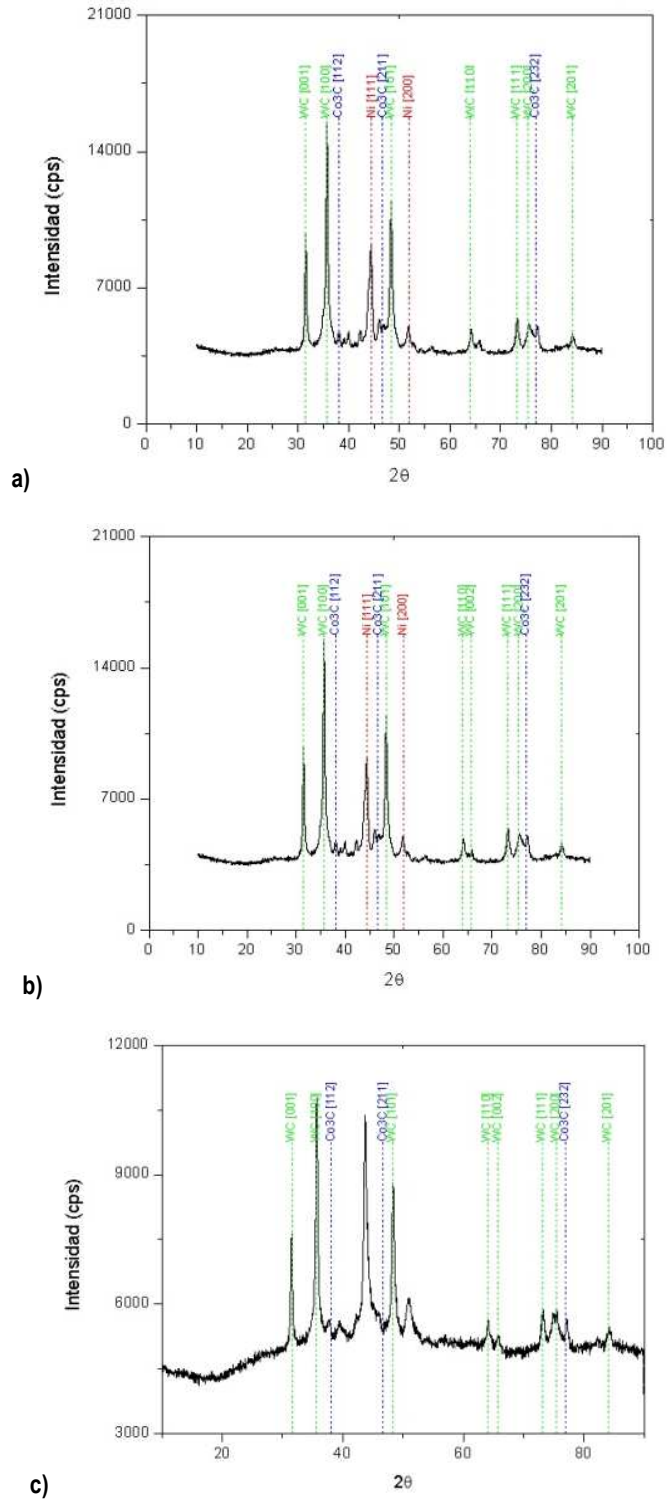 21000
14000
7000
0
Intensidad (cps)
WC [001]
WC [100]
Co3C [112]
Ni [111]
Co3C [211]
WC [101]
Ni [200]
WC [110]
WC [111]
WC [200]
Co3C [232]
WC [201]
0 10 20 30 40 50 60 70 80 90 100
2θ
a)
21000
14000
7000
0
Intensidad (cps)
WC [001]
WC [100]
Co3C [112]
Ni [111]
Co3C [211]
WC [101]
Ni [200]
WC [110]
WC [002]
WC [111]
WC [200]
Co3C [232]
WC [201]
0 10 20 30 40 50 60 70 80 90 100
2θ
b)
12000
9000
6000
3000
Intensidad (cps)
WC [001]
WC [100]
Co3C [112]
Co3C [211]
WC [101]
WC [110]
WC [002]
WC [111]
WC [200]
Co3C [232]
WC [201]
20 40 60 80
2θ
c)